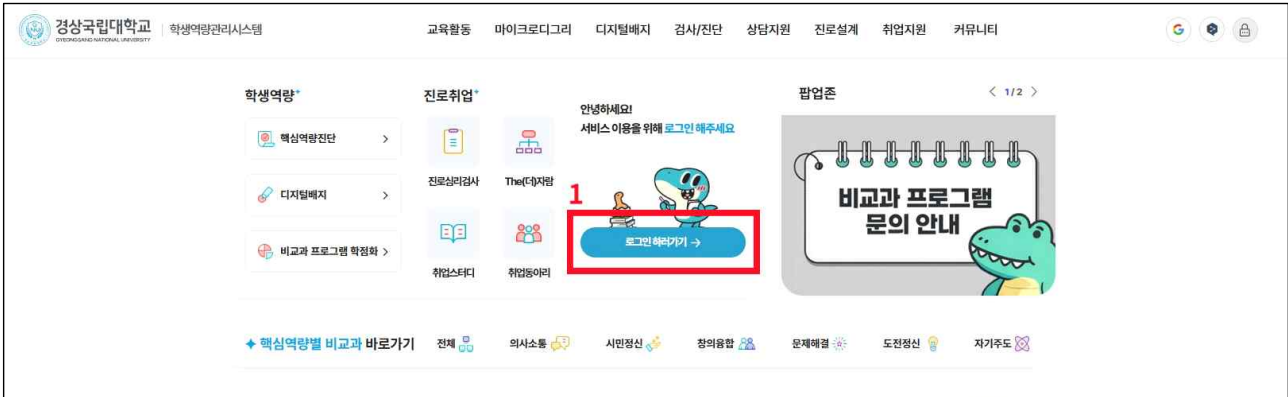 경상국립대학교 학생역량관리시스템
GYEONGSANG NATIONAL UNIVERSITY
교육활동 마이크로디그리 디지털배지 검사/진단 상담지원 진로설계 취업지원 커뮤니티
학생역량+
핵심역량진단 >
디지털배지 >
비교과 프로그램 학점화 >
진로취업+
진로심리검사
The(더)자람
취업스터디
취업동아리
안녕하세요!
서비스 이용을 위해 로그인 해주세요
1
로그인 하러가기 →
팝업존
< 1/2 >
비교과 프로그램
문의 안내
핵심역량별 비교과 바로가기 전체 의사소통 시민정신 창의융합 문제해결 도전정신 자기주도